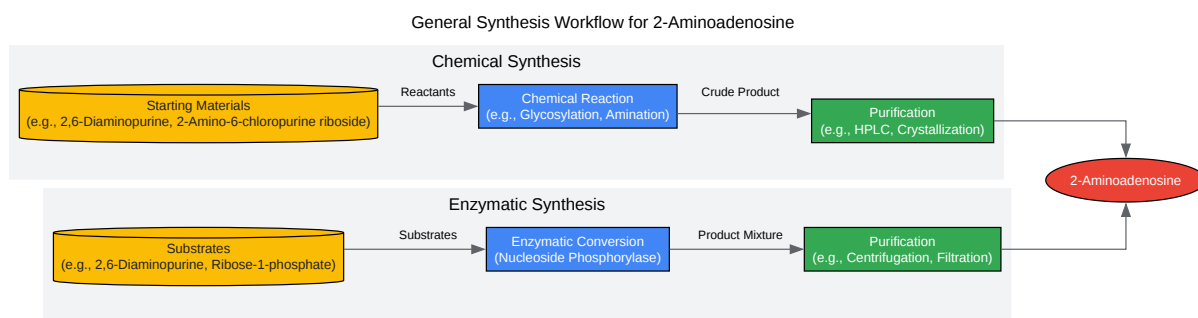 General Synthesis Workflow for 2-Aminoadenosine
Chemical Synthesis
Starting Materials
(e.g., 2,6-Diaminopurine, 2-Amino-6-chloropurine riboside)
Reactants
Chemical Reaction
(e.g., Glycosylation, Amination)
Crude Product
Purification
(e.g., HPLC, Crystallization)
2-Aminoadenosine
Enzymatic Synthesis
Substrates
(e.g., 2,6-Diaminopurine, Ribose-1-phosphate)
Substrates
Enzymatic Conversion
(Nucleoside Phosphorylase)
Product Mixture
Purification
(e.g., Centrifugation, Filtration)